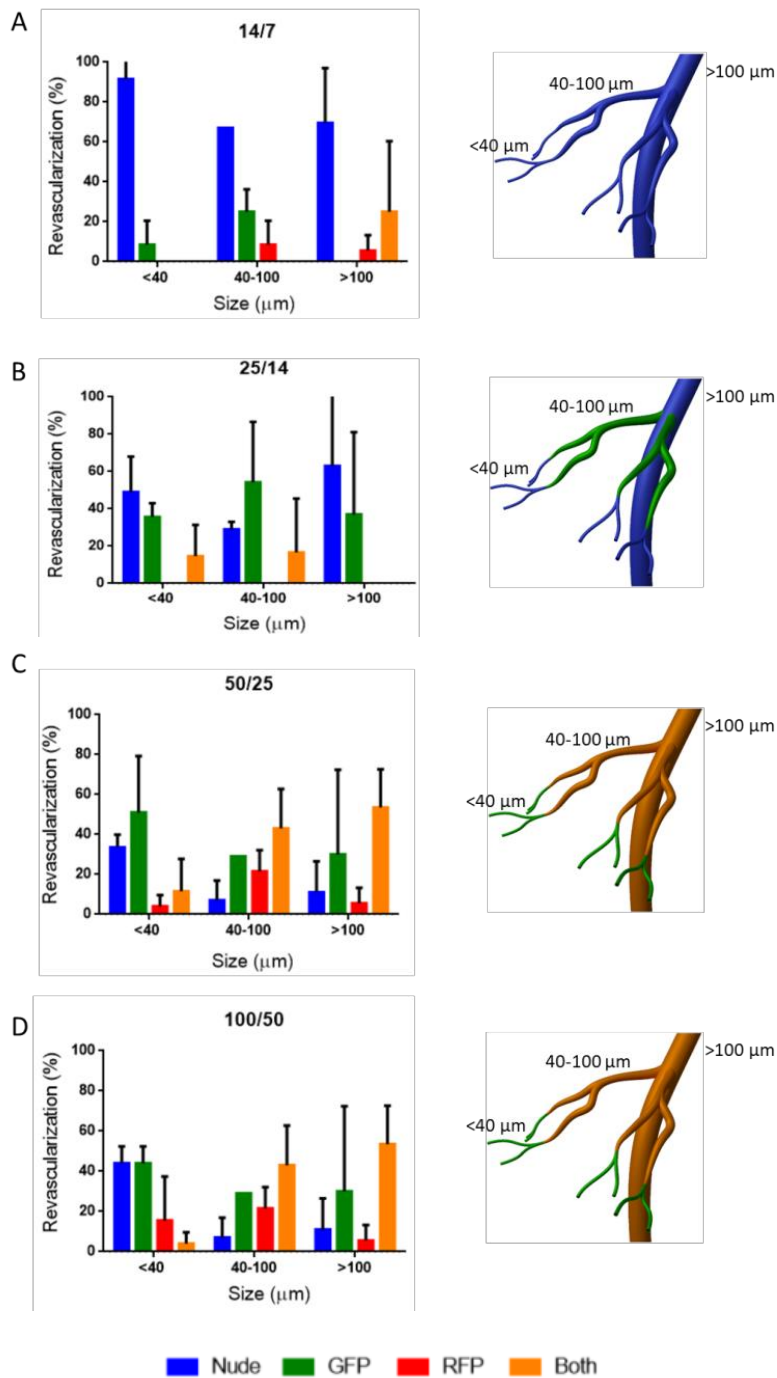 A
14/7
Revascularization (%)
100
80
60
40
20
0
<40
40-100
>100
Size (μm)
40-100 μm
>100 μm
<40 μm
B
25/14
Revascularization (%)
100
80
60
40
20
0
<40
40-100
>100
Size (μm)
40-100 μm
>100 μm
<40 μm
C
50/25
Revascularization (%)
100
80
60
40
20
0
<40
40-100
>100
Size (μm)
40-100 μm
>100 μm
<40 μm
D
100/50
Revascularization (%)
100
80
60
40
20
0
<40
40-100
>100
Size (μm)
40-100 μm
>100 μm
<40 μm
Nude GFP RFP Both